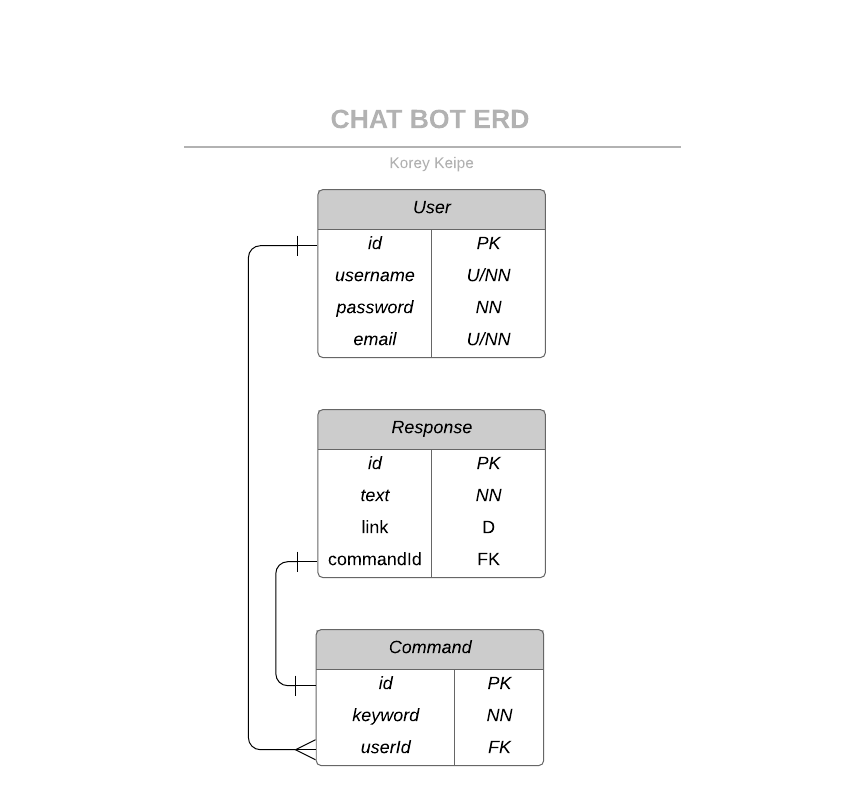 CHAT BOT ERD
Korey Keipe
User
id PK
username U/NN
password NN
email U/NN
Response
id PK
text NN
link D
commandId FK
Command
id PK
keyword NN
userId FK